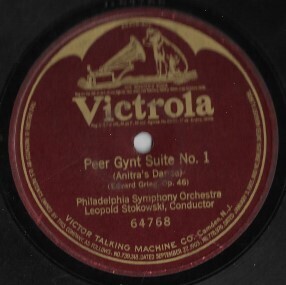 Victrola
Peer Gynt Suite No. 1
(Anitra's Dance)
(Edvard Grieg, Op. 46)
Philadelphia Symphony Orchestra
Leopold Stokowski, Conductor
64768
VICTOR TALKING MACHINE CO. Camden, N.J.